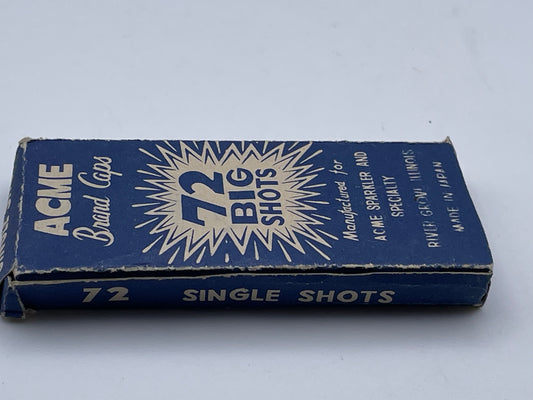 ACME
Brand Caps
72
BIG
SHOTS
Manufactured for
ACME SPARKLER AND
SPECIALTY
RIVER GROVE, ILLINOIS
MADE IN JAPAN
72 SINGLE SHOTS